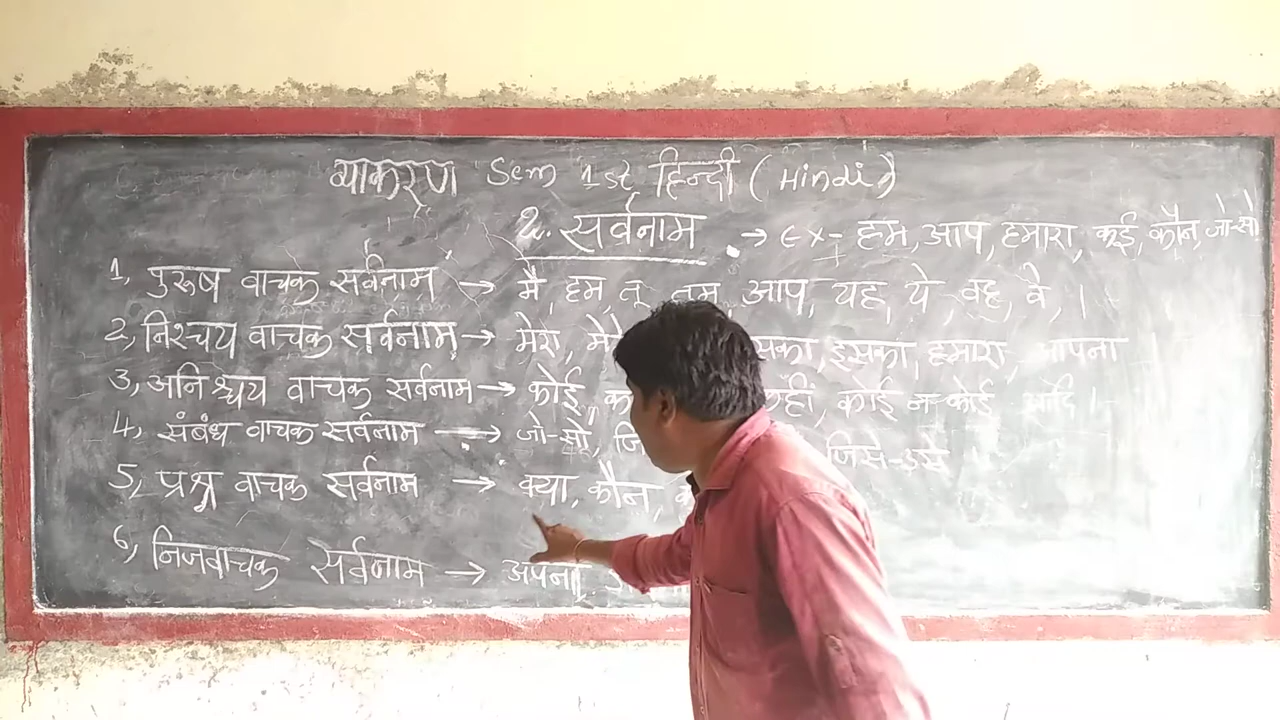 व्याकरण Sem 1st हिन्दी (Hindi)
2. सर्वनाम → ex- हम, आप, हमारा, कई, कौन, जो-सो
1, पुरुष वाचक सर्वनाम → मै, हम, तू, तुम, आप, यह, ये, वह, वे, ।
2, निश्चय वाचक सर्वनाम → मेरा, इसका, हमारा, आपना
3, अनिश्चय वाचक सर्वनाम → कोई, कोई न-कोई आदि।
4, संबंध वाचक सर्वनाम → जो-सो, जिसे-उसे
5, प्रश्न वाचक सर्वनाम → क्या, कौन,
6, निजवाचक सर्वनाम → अपना,